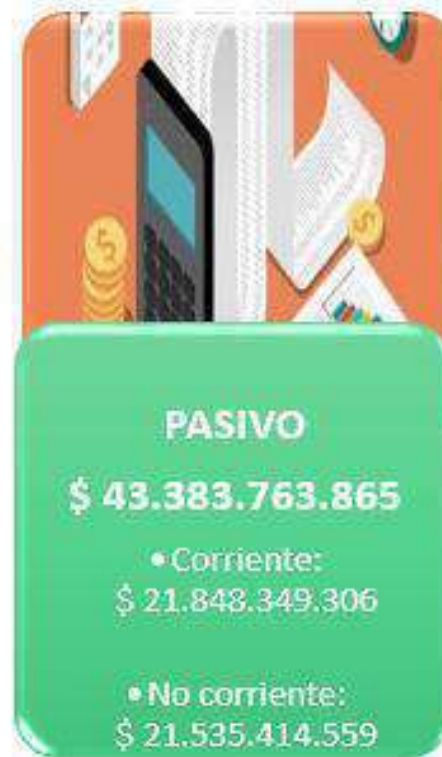 PASIVO
$ 43.383.763.865
• Corriente:
$ 21.848.349.306
• No corriente:
$ 21.535.414.559